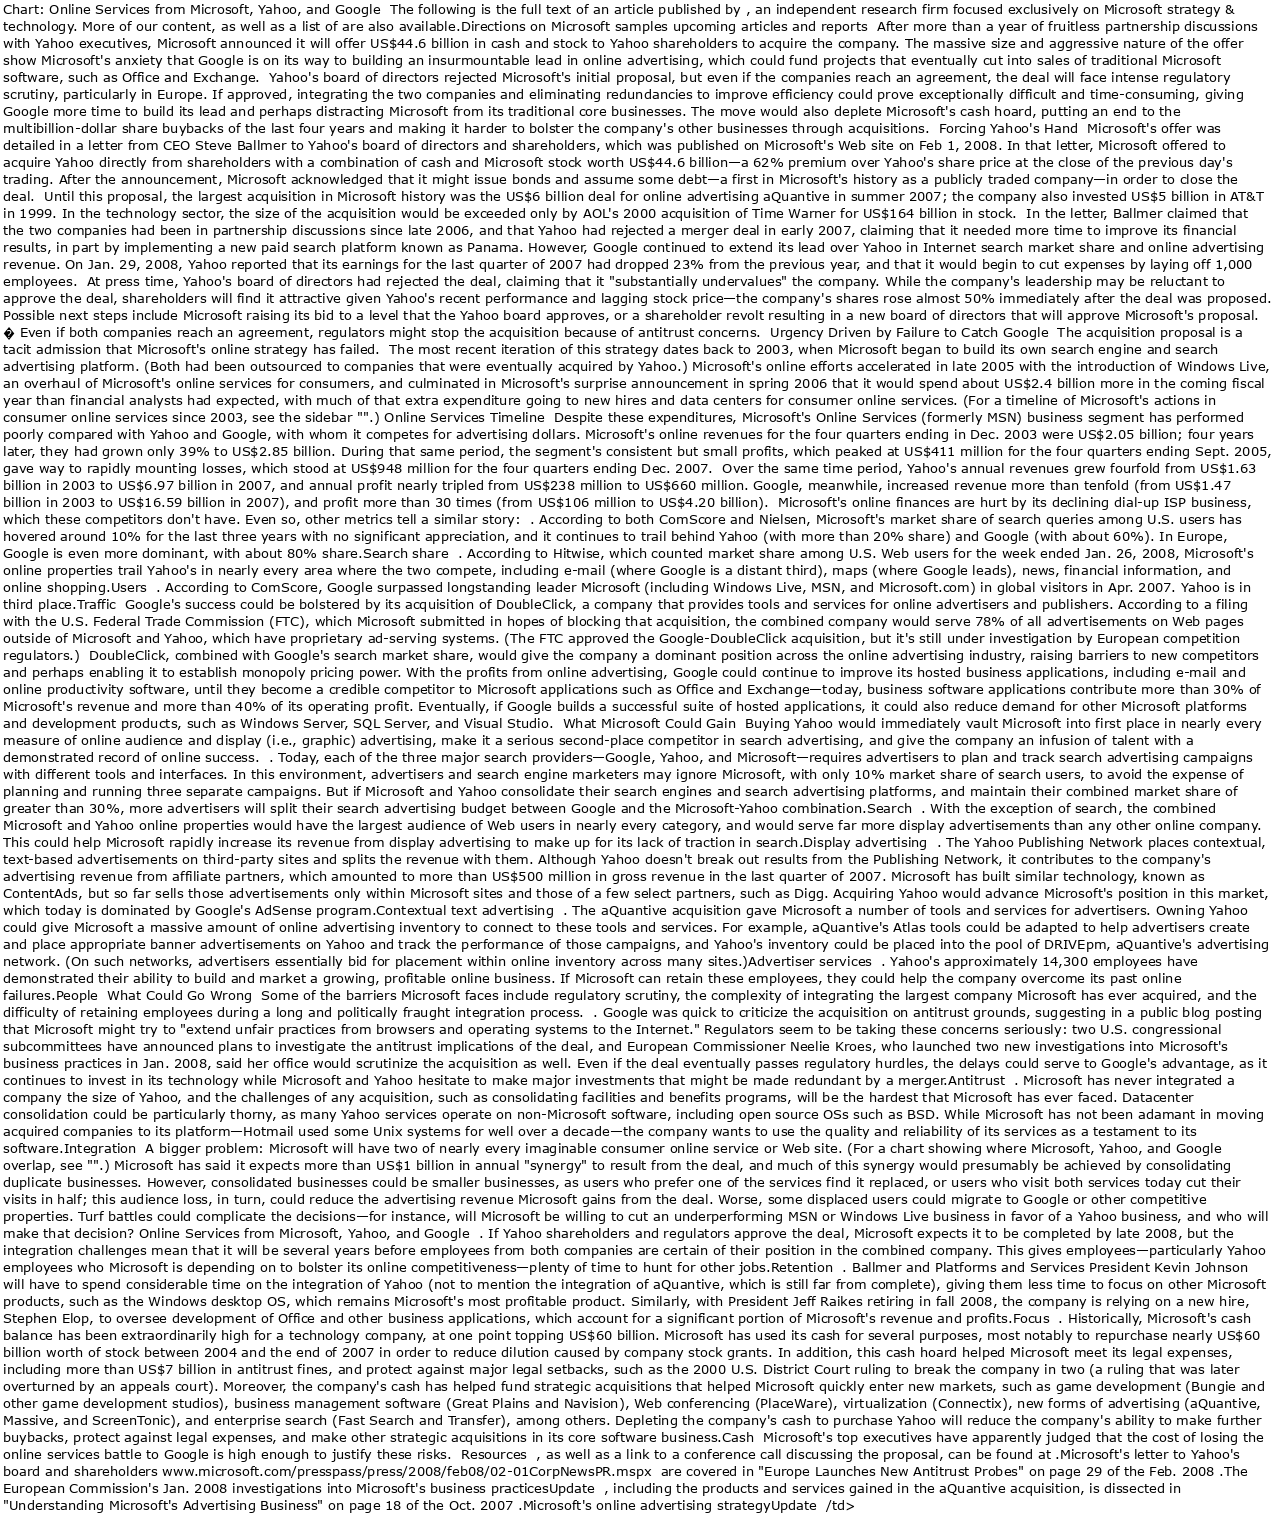 Chart: Online Services from Microsoft, Yahoo, and Google  The following is the full text of an article published by , an independent research firm focused exclusively on Microsoft strategy &
technology. More of our content, as well as a list of are also available.Directions on Microsoft samples upcoming articles and reports  After more than a year of fruitless partnership discussions
with Yahoo executives, Microsoft announced it will offer US$44.6 billion in cash and stock to Yahoo shareholders to acquire the company. The massive size and aggressive nature of the offer
show Microsoft's anxiety that Google is on its way to building an insurmountable lead in online advertising, which could fund projects that eventually cut into sales of traditional Microsoft
software, such as Office and Exchange.  Yahoo's board of directors rejected Microsoft's initial proposal, but even if the companies reach an agreement, the deal will face intense regulatory
scrutiny, particularly in Europe. If approved, integrating the two companies and eliminating redundancies to improve efficiency could prove exceptionally difficult and time-consuming, giving
Google more time to build its lead and perhaps distracting Microsoft from its traditional core businesses. The move would also deplete Microsoft's cash hoard, putting an end to the
multibillion-dollar share buybacks of the last four years and making it harder to bolster the company's other businesses through acquisitions.  Forcing Yahoo's Hand  Microsoft's offer was
detailed in a letter from CEO Steve Ballmer to Yahoo's board of directors and shareholders, which was published on Microsoft's Web site on Feb 1, 2008. In that letter, Microsoft offered to
acquire Yahoo directly from shareholders with a combination of cash and Microsoft stock worth US$44.6 billion—a 62% premium over Yahoo's share price at the close of the previous day's
trading. After the announcement, Microsoft acknowledged that it might issue bonds and assume some debt—a first in Microsoft's history as a publicly traded company—in order to close the
deal.  Until this proposal, the largest acquisition in Microsoft history was the US$6 billion deal for online advertising aQuantive in summer 2007; the company also invested US$5 billion in AT&T
in 1999. In the technology sector, the size of the acquisition would be exceeded only by AOL's 2000 acquisition of Time Warner for US$164 billion in stock.  In the letter, Ballmer claimed that
the two companies had been in partnership discussions since late 2006, and that Yahoo had rejected a merger deal in early 2007, claiming that it needed more time to improve its financial
results, in part by implementing a new paid search platform known as Panama. However, Google continued to extend its lead over Yahoo in Internet search market share and online advertising
revenue. On Jan. 29, 2008, Yahoo reported that its earnings for the last quarter of 2007 had dropped 23% from the previous year, and that it would begin to cut expenses by laying off 1,000
employees.  At press time, Yahoo's board of directors had rejected the deal, claiming that it "substantially undervalues" the company. While the company's leadership may be reluctant to
approve the deal, shareholders will find it attractive given Yahoo's recent performance and lagging stock price—the company's shares rose almost 50% immediately after the deal was proposed.
Possible next steps include Microsoft raising its bid to a level that the Yahoo board approves, or a shareholder revolt resulting in a new board of directors that will approve Microsoft's proposal.
� Even if both companies reach an agreement, regulators might stop the acquisition because of antitrust concerns.  Urgency Driven by Failure to Catch Google  The acquisition proposal is a
tacit admission that Microsoft's online strategy has failed.  The most recent iteration of this strategy dates back to 2003, when Microsoft began to build its own search engine and search
advertising platform. (Both had been outsourced to companies that were eventually acquired by Yahoo.) Microsoft's online efforts accelerated in late 2005 with the introduction of Windows Live,
an overhaul of Microsoft's online services for consumers, and culminated in Microsoft's surprise announcement in spring 2006 that it would spend about US$2.4 billion more in the coming fiscal
year than financial analysts had expected, with much of that extra expenditure going to new hires and data centers for consumer online services. (For a timeline of Microsoft's actions in
consumer online services since 2003, see the sidebar "".) Online Services Timeline  Despite these expenditures, Microsoft's Online Services (formerly MSN) business segment has performed
poorly compared with Yahoo and Google, with whom it competes for advertising dollars. Microsoft's online revenues for the four quarters ending in Dec. 2003 were US$2.05 billion; four years
later, they had grown only 39% to US$2.85 billion. During that same period, the segment's consistent but small profits, which peaked at US$411 million for the four quarters ending Sept. 2005,
gave way to rapidly mounting losses, which stood at US$948 million for the four quarters ending Dec. 2007.  Over the same time period, Yahoo's annual revenues grew fourfold from US$1.63
billion in 2003 to US$6.97 billion in 2007, and annual profit nearly tripled from US$238 million to US$660 million. Google, meanwhile, increased revenue more than tenfold (from US$1.47
billion in 2003 to US$16.59 billion in 2007), and profit more than 30 times (from US$106 million to US$4.20 billion).  Microsoft's online finances are hurt by its declining dial-up ISP business,
which these competitors don't have. Even so, other metrics tell a similar story:  . According to both ComScore and Nielsen, Microsoft's market share of search queries among U.S. users has
hovered around 10% for the last three years with no significant appreciation, and it continues to trail behind Yahoo (with more than 20% share) and Google (with about 60%). In Europe,
Google is even more dominant, with about 80% share.Search share  . According to Hitwise, which counted market share among U.S. Web users for the week ended Jan. 26, 2008, Microsoft's
online properties trail Yahoo's in nearly every area where the two compete, including e-mail (where Google is a distant third), maps (where Google leads), news, financial information, and
online shopping.Users  . According to ComScore, Google surpassed longstanding leader Microsoft (including Windows Live, MSN, and Microsoft.com) in global visitors in Apr. 2007. Yahoo is in
third place.Traffic  Google's success could be bolstered by its acquisition of DoubleClick, a company that provides tools and services for online advertisers and publishers. According to a filing
with the U.S. Federal Trade Commission (FTC), which Microsoft submitted in hopes of blocking that acquisition, the combined company would serve 78% of all advertisements on Web pages
outside of Microsoft and Yahoo, which have proprietary ad-serving systems. (The FTC approved the Google-DoubleClick acquisition, but it's still under investigation by European competition
regulators.)  DoubleClick, combined with Google's search market share, would give the company a dominant position across the online advertising industry, raising barriers to new competitors
and perhaps enabling it to establish monopoly pricing power. With the profits from online advertising, Google could continue to improve its hosted business applications, including e-mail and
online productivity software, until they become a credible competitor to Microsoft applications such as Office and Exchange—today, business software applications contribute more than 30% of
Microsoft's revenue and more than 40% of its operating profit. Eventually, if Google builds a successful suite of hosted applications, it could also reduce demand for other Microsoft platforms
and development products, such as Windows Server, SQL Server, and Visual Studio.  What Microsoft Could Gain  Buying Yahoo would immediately vault Microsoft into first place in nearly every
measure of online audience and display (i.e., graphic) advertising, make it a serious second-place competitor in search advertising, and give the company an infusion of talent with a
demonstrated record of online success.  . Today, each of the three major search providers—Google, Yahoo, and Microsoft—requires advertisers to plan and track search advertising campaigns
with different tools and interfaces. In this environment, advertisers and search engine marketers may ignore Microsoft, with only 10% market share of search users, to avoid the expense of
planning and running three separate campaigns. But if Microsoft and Yahoo consolidate their search engines and search advertising platforms, and maintain their combined market share of
greater than 30%, more advertisers will split their search advertising budget between Google and the Microsoft-Yahoo combination.Search  . With the exception of search, the combined
Microsoft and Yahoo online properties would have the largest audience of Web users in nearly every category, and would serve far more display advertisements than any other online company.
This could help Microsoft rapidly increase its revenue from display advertising to make up for its lack of traction in search.Display advertising  . The Yahoo Publishing Network places contextual,
text-based advertisements on third-party sites and splits the revenue with them. Although Yahoo doesn't break out results from the Publishing Network, it contributes to the company's
advertising revenue from affiliate partners, which amounted to more than US$500 million in gross revenue in the last quarter of 2007. Microsoft has built similar technology, known as
ContentAds, but so far sells those advertisements only within Microsoft sites and those of a few select partners, such as Digg. Acquiring Yahoo would advance Microsoft's position in this market,
which today is dominated by Google's AdSense program.Contextual text advertising  . The aQuantive acquisition gave Microsoft a number of tools and services for advertisers. Owning Yahoo
could give Microsoft a massive amount of online advertising inventory to connect to these tools and services. For example, aQuantive's Atlas tools could be adapted to help advertisers create
and place appropriate banner advertisements on Yahoo and track the performance of those campaigns, and Yahoo's inventory could be placed into the pool of DRIVEpm, aQuantive's advertising
network. (On such networks, advertisers essentially bid for placement within online inventory across many sites.)Advertiser services  . Yahoo's approximately 14,300 employees have
demonstrated their ability to build and market a growing, profitable online business. If Microsoft can retain these employees, they could help the company overcome its past online
failures.People  What Could Go Wrong  Some of the barriers Microsoft faces include regulatory scrutiny, the complexity of integrating the largest company Microsoft has ever acquired, and the
difficulty of retaining employees during a long and politically fraught integration process.  . Google was quick to criticize the acquisition on antitrust grounds, suggesting in a public blog posting
that Microsoft might try to "extend unfair practices from browsers and operating systems to the Internet." Regulators seem to be taking these concerns seriously: two U.S. congressional
subcommittees have announced plans to investigate the antitrust implications of the deal, and European Commissioner Neelie Kroes, who launched two new investigations into Microsoft's
business practices in Jan. 2008, said her office would scrutinize the acquisition as well. Even if the deal eventually passes regulatory hurdles, the delays could serve to Google's advantage, as it
continues to invest in its technology while Microsoft and Yahoo hesitate to make major investments that might be made redundant by a merger.Antitrust  . Microsoft has never integrated a
company the size of Yahoo, and the challenges of any acquisition, such as consolidating facilities and benefits programs, will be the hardest that Microsoft has ever faced. Datacenter
consolidation could be particularly thorny, as many Yahoo services operate on non-Microsoft software, including open source OSs such as BSD. While Microsoft has not been adamant in moving
acquired companies to its platform—Hotmail used some Unix systems for well over a decade—the company wants to use the quality and reliability of its services as a testament to its
software.Integration  A bigger problem: Microsoft will have two of nearly every imaginable consumer online service or Web site. (For a chart showing where Microsoft, Yahoo, and Google
overlap, see "".) Microsoft has said it expects more than US$1 billion in annual "synergy" to result from the deal, and much of this synergy would presumably be achieved by consolidating
duplicate businesses. However, consolidated businesses could be smaller businesses, as users who prefer one of the services find it replaced, or users who visit both services today cut their
visits in half; this audience loss, in turn, could reduce the advertising revenue Microsoft gains from the deal. Worse, some displaced users could migrate to Google or other competitive
properties. Turf battles could complicate the decisions—for instance, will Microsoft be willing to cut an underperforming MSN or Windows Live business in favor of a Yahoo business, and who will
make that decision? Online Services from Microsoft, Yahoo, and Google  . If Yahoo shareholders and regulators approve the deal, Microsoft expects it to be completed by late 2008, but the
integration challenges mean that it will be several years before employees from both companies are certain of their position in the combined company. This gives employees—particularly Yahoo
employees who Microsoft is depending on to bolster its online competitiveness—plenty of time to hunt for other jobs.Retention  . Ballmer and Platforms and Services President Kevin Johnson
will have to spend considerable time on the integration of Yahoo (not to mention the integration of aQuantive, which is still far from complete), giving them less time to focus on other Microsoft
products, such as the Windows desktop OS, which remains Microsoft's most profitable product. Similarly, with President Jeff Raikes retiring in fall 2008, the company is relying on a new hire,
Stephen Elop, to oversee development of Office and other business applications, which account for a significant portion of Microsoft's revenue and profits.Focus  . Historically, Microsoft's cash
balance has been extraordinarily high for a technology company, at one point topping US$60 billion. Microsoft has used its cash for several purposes, most notably to repurchase nearly US$60
billion worth of stock between 2004 and the end of 2007 in order to reduce dilution caused by company stock grants. In addition, this cash hoard helped Microsoft meet its legal expenses,
including more than US$7 billion in antitrust fines, and protect against major legal setbacks, such as the 2000 U.S. District Court ruling to break the company in two (a ruling that was later
overturned by an appeals court). Moreover, the company's cash has helped fund strategic acquisitions that helped Microsoft quickly enter new markets, such as game development (Bungie and
other game development studios), business management software (Great Plains and Navision), Web conferencing (PlaceWare), virtualization (Connectix), new forms of advertising (aQuantive,
Massive, and ScreenTonic), and enterprise search (Fast Search and Transfer), among others. Depleting the company's cash to purchase Yahoo will reduce the company's ability to make further
buybacks, protect against legal expenses, and make other strategic acquisitions in its core software business.Cash  Microsoft's top executives have apparently judged that the cost of losing the
online services battle to Google is high enough to justify these risks.  Resources  , as well as a link to a conference call discussing the proposal, can be found at .Microsoft's letter to Yahoo's
board and shareholders www.microsoft.com/presspass/press/2008/feb08/02-01CorpNewsPR.mspx  are covered in "Europe Launches New Antitrust Probes" on page 29 of the Feb. 2008 .The
European Commission's Jan. 2008 investigations into Microsoft's business practicesUpdate  , including the products and services gained in the aQuantive acquisition, is dissected in
"Understanding Microsoft's Advertising Business" on page 18 of the Oct. 2007 .Microsoft's online advertising strategyUpdate  /td>